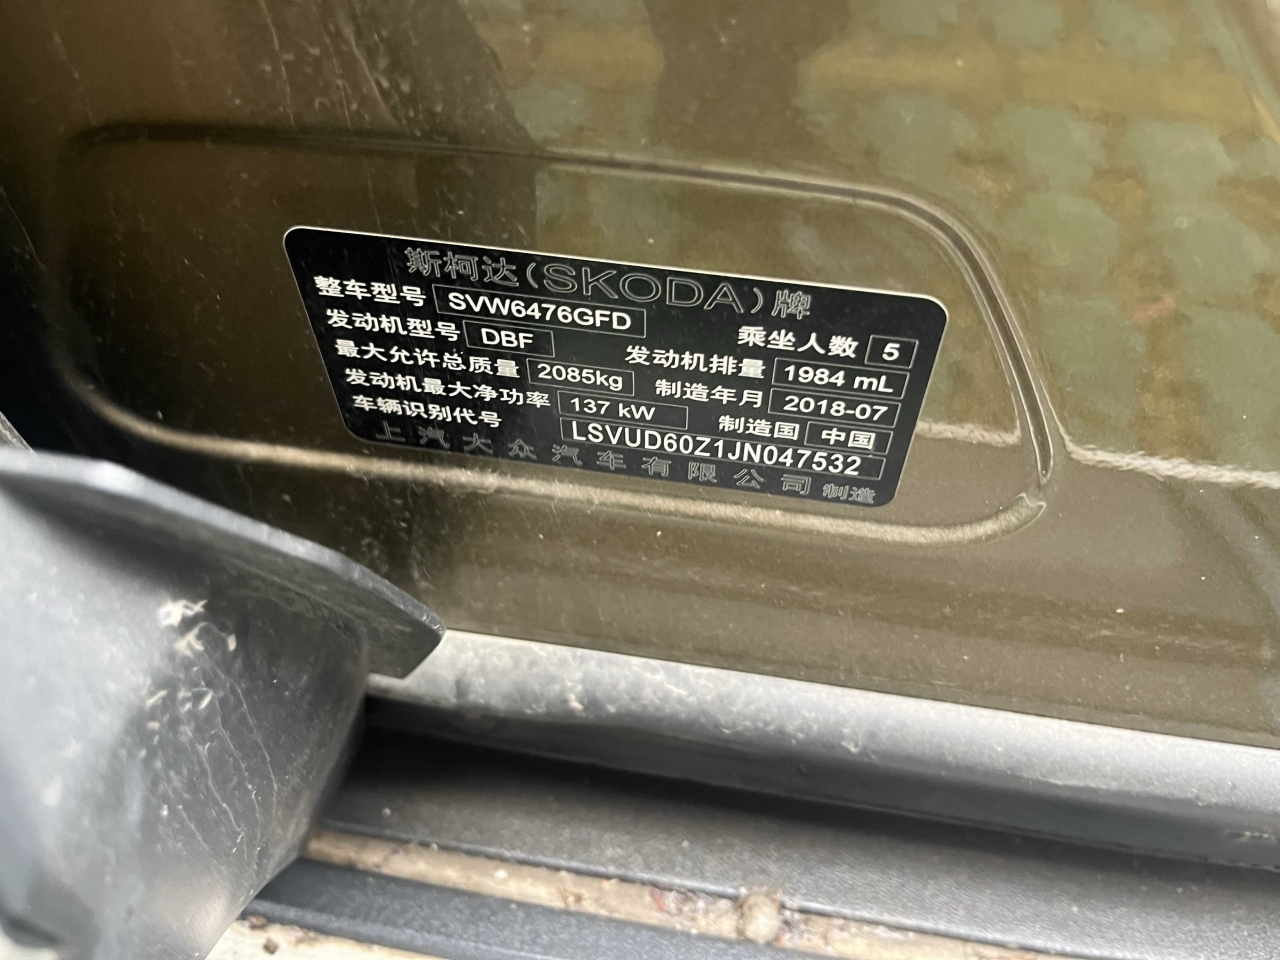 斯柯达(SKODA)牌
整车型号 SVW6476GFD 乘坐人数 5
发动机型号 DBF 发动机排量 1984 mL
最大允许总质量 2085kg 制造年月 2018-07
发动机最大净功率 137 kW 制造国 中国
车辆识别代号 LSVUD60Z1JN047532
上汽大众汽车有限公司 制造